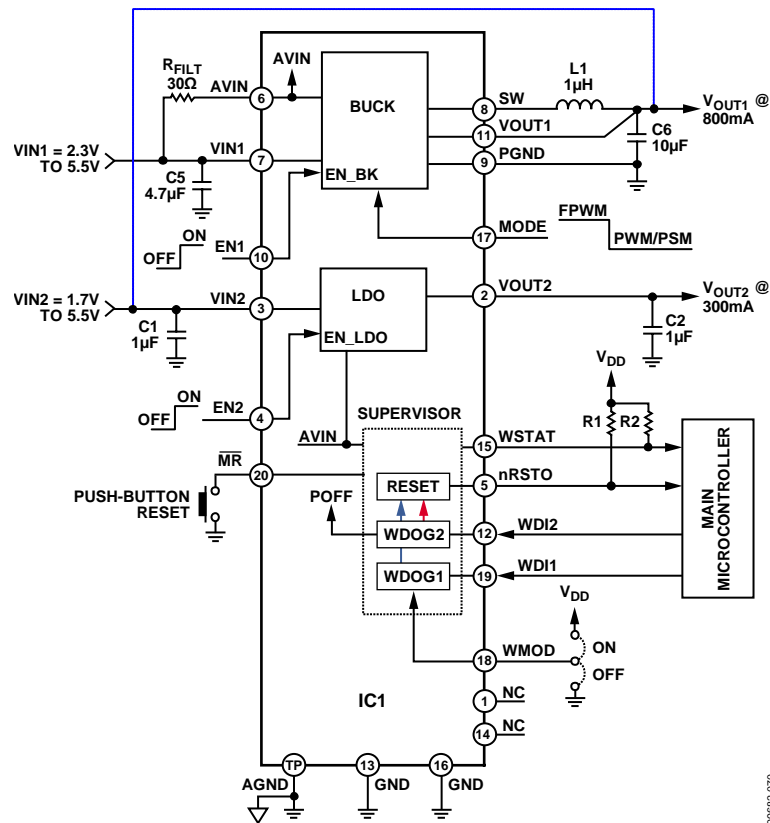 AVIN
RFILT
30Ω
AVIN
6
BUCK
8
SW
L1
1µH
VOUT1 @
800mA
11
VOUT1
C6
10µF
VIN1 = 2.3V
TO 5.5V
VIN1
7
9
PGND
C5
4.7µF
EN_BK
ON
OFF
EN1
10
17
MODE
FPWM
PWM/PSM
VIN2 = 1.7V
TO 5.5V
VIN2
3
LDO
2
VOUT2
VOUT2 @
300mA
C1
1µF
EN_LDO
C2
1µF
ON
OFF
EN2
4
VDD
R1
R2
AVIN
SUPERVISOR
15
WSTAT
MR
20
PUSH-BUTTON
RESET
POFF
RESET
5
nRSTO
WDOG2
12
WDI2
WDOG1
19
WDI1
MAIN
MICROCONTROLLER
VDD
ON
OFF
18
WMOD
IC1
1
NC
14
NC
TP
13
16
AGND
GND
GND